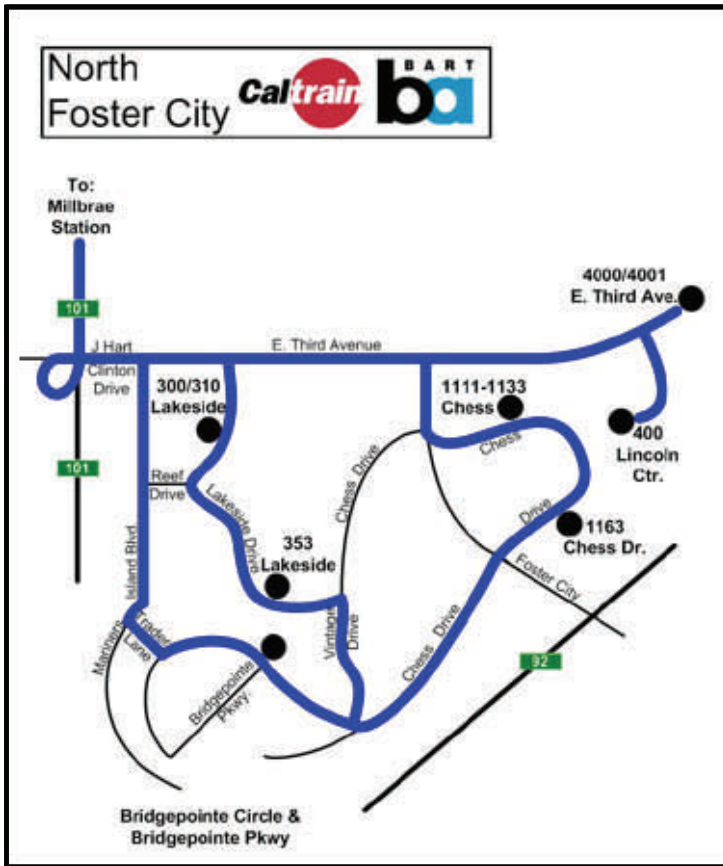 North
Foster City
Caltrain
BART
ba
To:
Millbrae
Station
101
4000/4001
E. Third Ave.
J Hart
Clinton
Drive
E. Third Avenue
300/310
Lakeside
1111-1133
Chess
Chess
400
Lincoln
Ctr.
101
Reef
Drive
Lakeside Drive
Chess Drive
Drive
1163
Chess Dr.
353
Lakeside
Foster City
Island Blvd.
Mariners
Trader
Lane
Vintage
Drive
Chess Drive
92
Bridgepointe
Pkwy.
Bridgepointe Circle &
Bridgepointe Pkwy